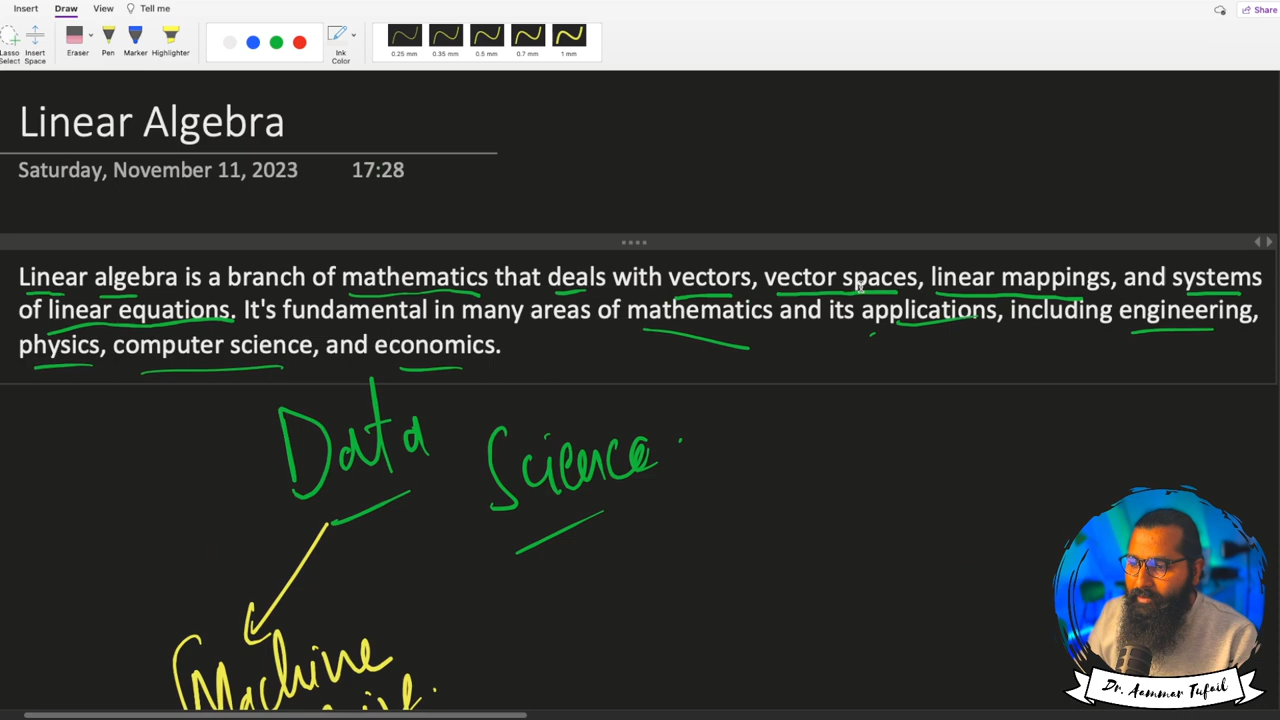 Insert Draw View Tell me
Share
Lasso Select
Insert Space
Eraser
Pen
Marker
Highlighter
Ink Color
0.25 mm
0.35 mm
0.5 mm
0.7 mm
1 mm
Linear Algebra
Saturday, November 11, 2023 17:28
Linear algebra is a branch of mathematics that deals with vectors, vector spaces, linear mappings, and systems
of linear equations. It's fundamental in many areas of mathematics and its applications, including engineering,
physics, computer science, and economics.
Data Science
Machine
Dr. Aammar Tufail